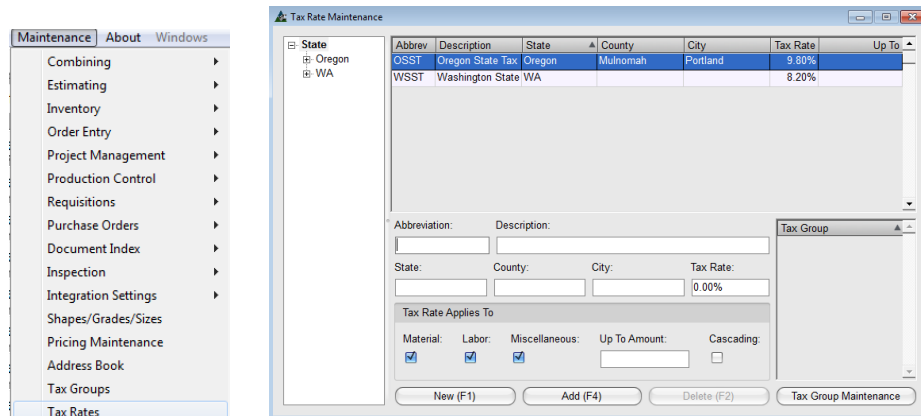 Maintenance About Windows
Combining
Estimating
Inventory
Order Entry
Project Management
Production Control
Requisitions
Purchase Orders
Document Index
Inspection
Integration Settings
Shapes/Grades/Sizes
Pricing Maintenance
Address Book
Tax Groups
Tax Rates
Tax Rate Maintenance
State
Oregon
WA
Abbrev Description State County City Tax Rate Up To
OSST Oregon State Tax Oregon Mulnomah Portland 9.80%
WSST Washington State WA 8.20%
Abbreviation: Description:
State: County: City: Tax Rate:
0.00%
Tax Rate Applies To
Material: Labor: Miscellaneous: Up To Amount: Cascading:
Tax Group
New (F1) Add (F4) Delete (F2) Tax Group Maintenance